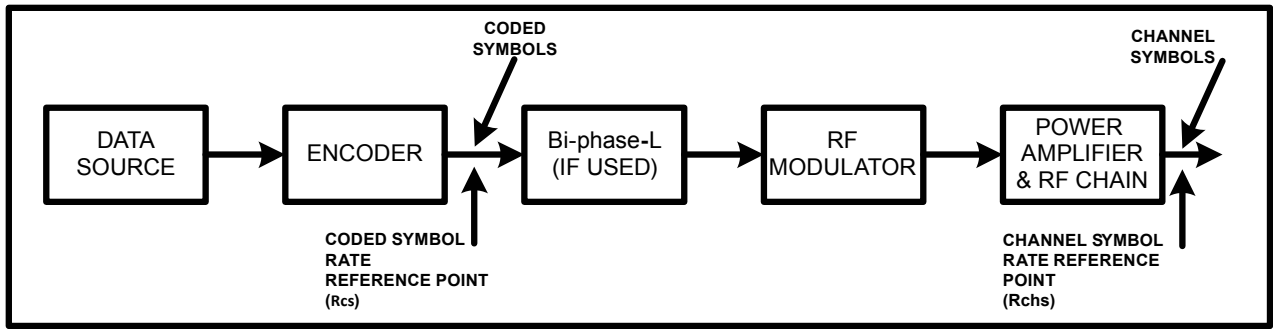 CODED
SYMBOLS
CHANNEL
SYMBOLS
DATA
SOURCE
ENCODER
Bi-phase-L
(IF USED)
RF
MODULATOR
POWER
AMPLIFIER
& RF CHAIN
CODED SYMBOL
RATE
REFERENCE POINT
(Rcs)
CHANNEL SYMBOL
RATE REFERENCE
POINT
(Rchs)